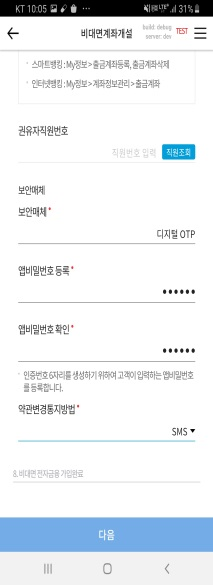 KT 10:05 31%
비대면계좌개설
build: debug
server: dev
TEST
· 스마트뱅킹 : My정보 > 출금계좌등록, 출금계좌삭제
· 인터넷뱅킹 : My정보 > 계좌정보관리 > 출금계좌
권유자직원번호
직원번호 입력 직원조회
보안매체
보안매체 *
디지털 OTP
앱비밀번호 등록 *
●●●●●●
앱비밀번호 확인 *
●●●●●●
· 인증번호 6자리를 생성하기 위하여 고객이 입력하는 앱비밀번호
를 등록합니다.
약관변경통지방법 *
SMS
8. 비대면 전자금융 가입완료
다음